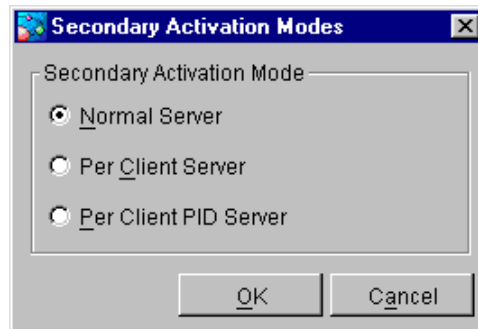 Secondary Activation Modes
Secondary Activation Mode
Normal Server
Per Client Server
Per Client PID Server
OK
Cancel